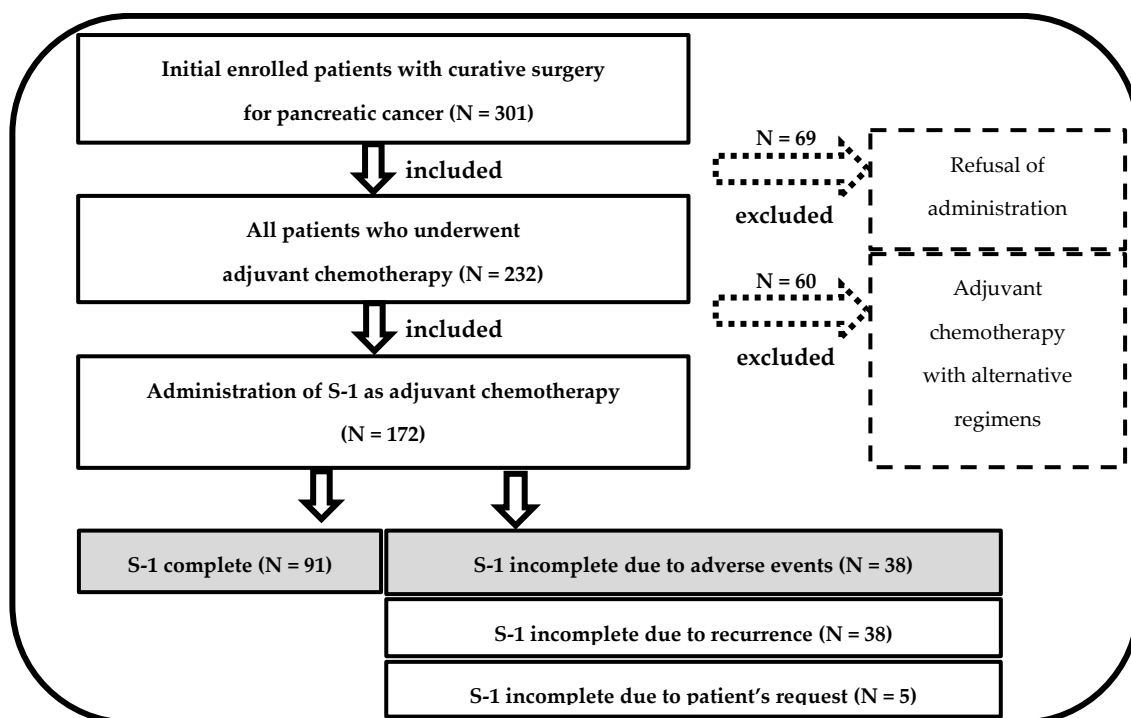 Initial enrolled patients with curative surgery
for pancreatic cancer (N = 301)
included
N = 69
excluded
Refusal of
administration
All patients who underwent
adjuvant chemotherapy (N = 232)
included
N = 60
excluded
Adjuvant
chemotherapy
with alternative
regimens
Administration of S-1 as adjuvant chemotherapy
(N = 172)
S-1 complete (N = 91)
S-1 incomplete due to adverse events (N = 38)
S-1 incomplete due to recurrence (N = 38)
S-1 incomplete due to patient’s request (N = 5)